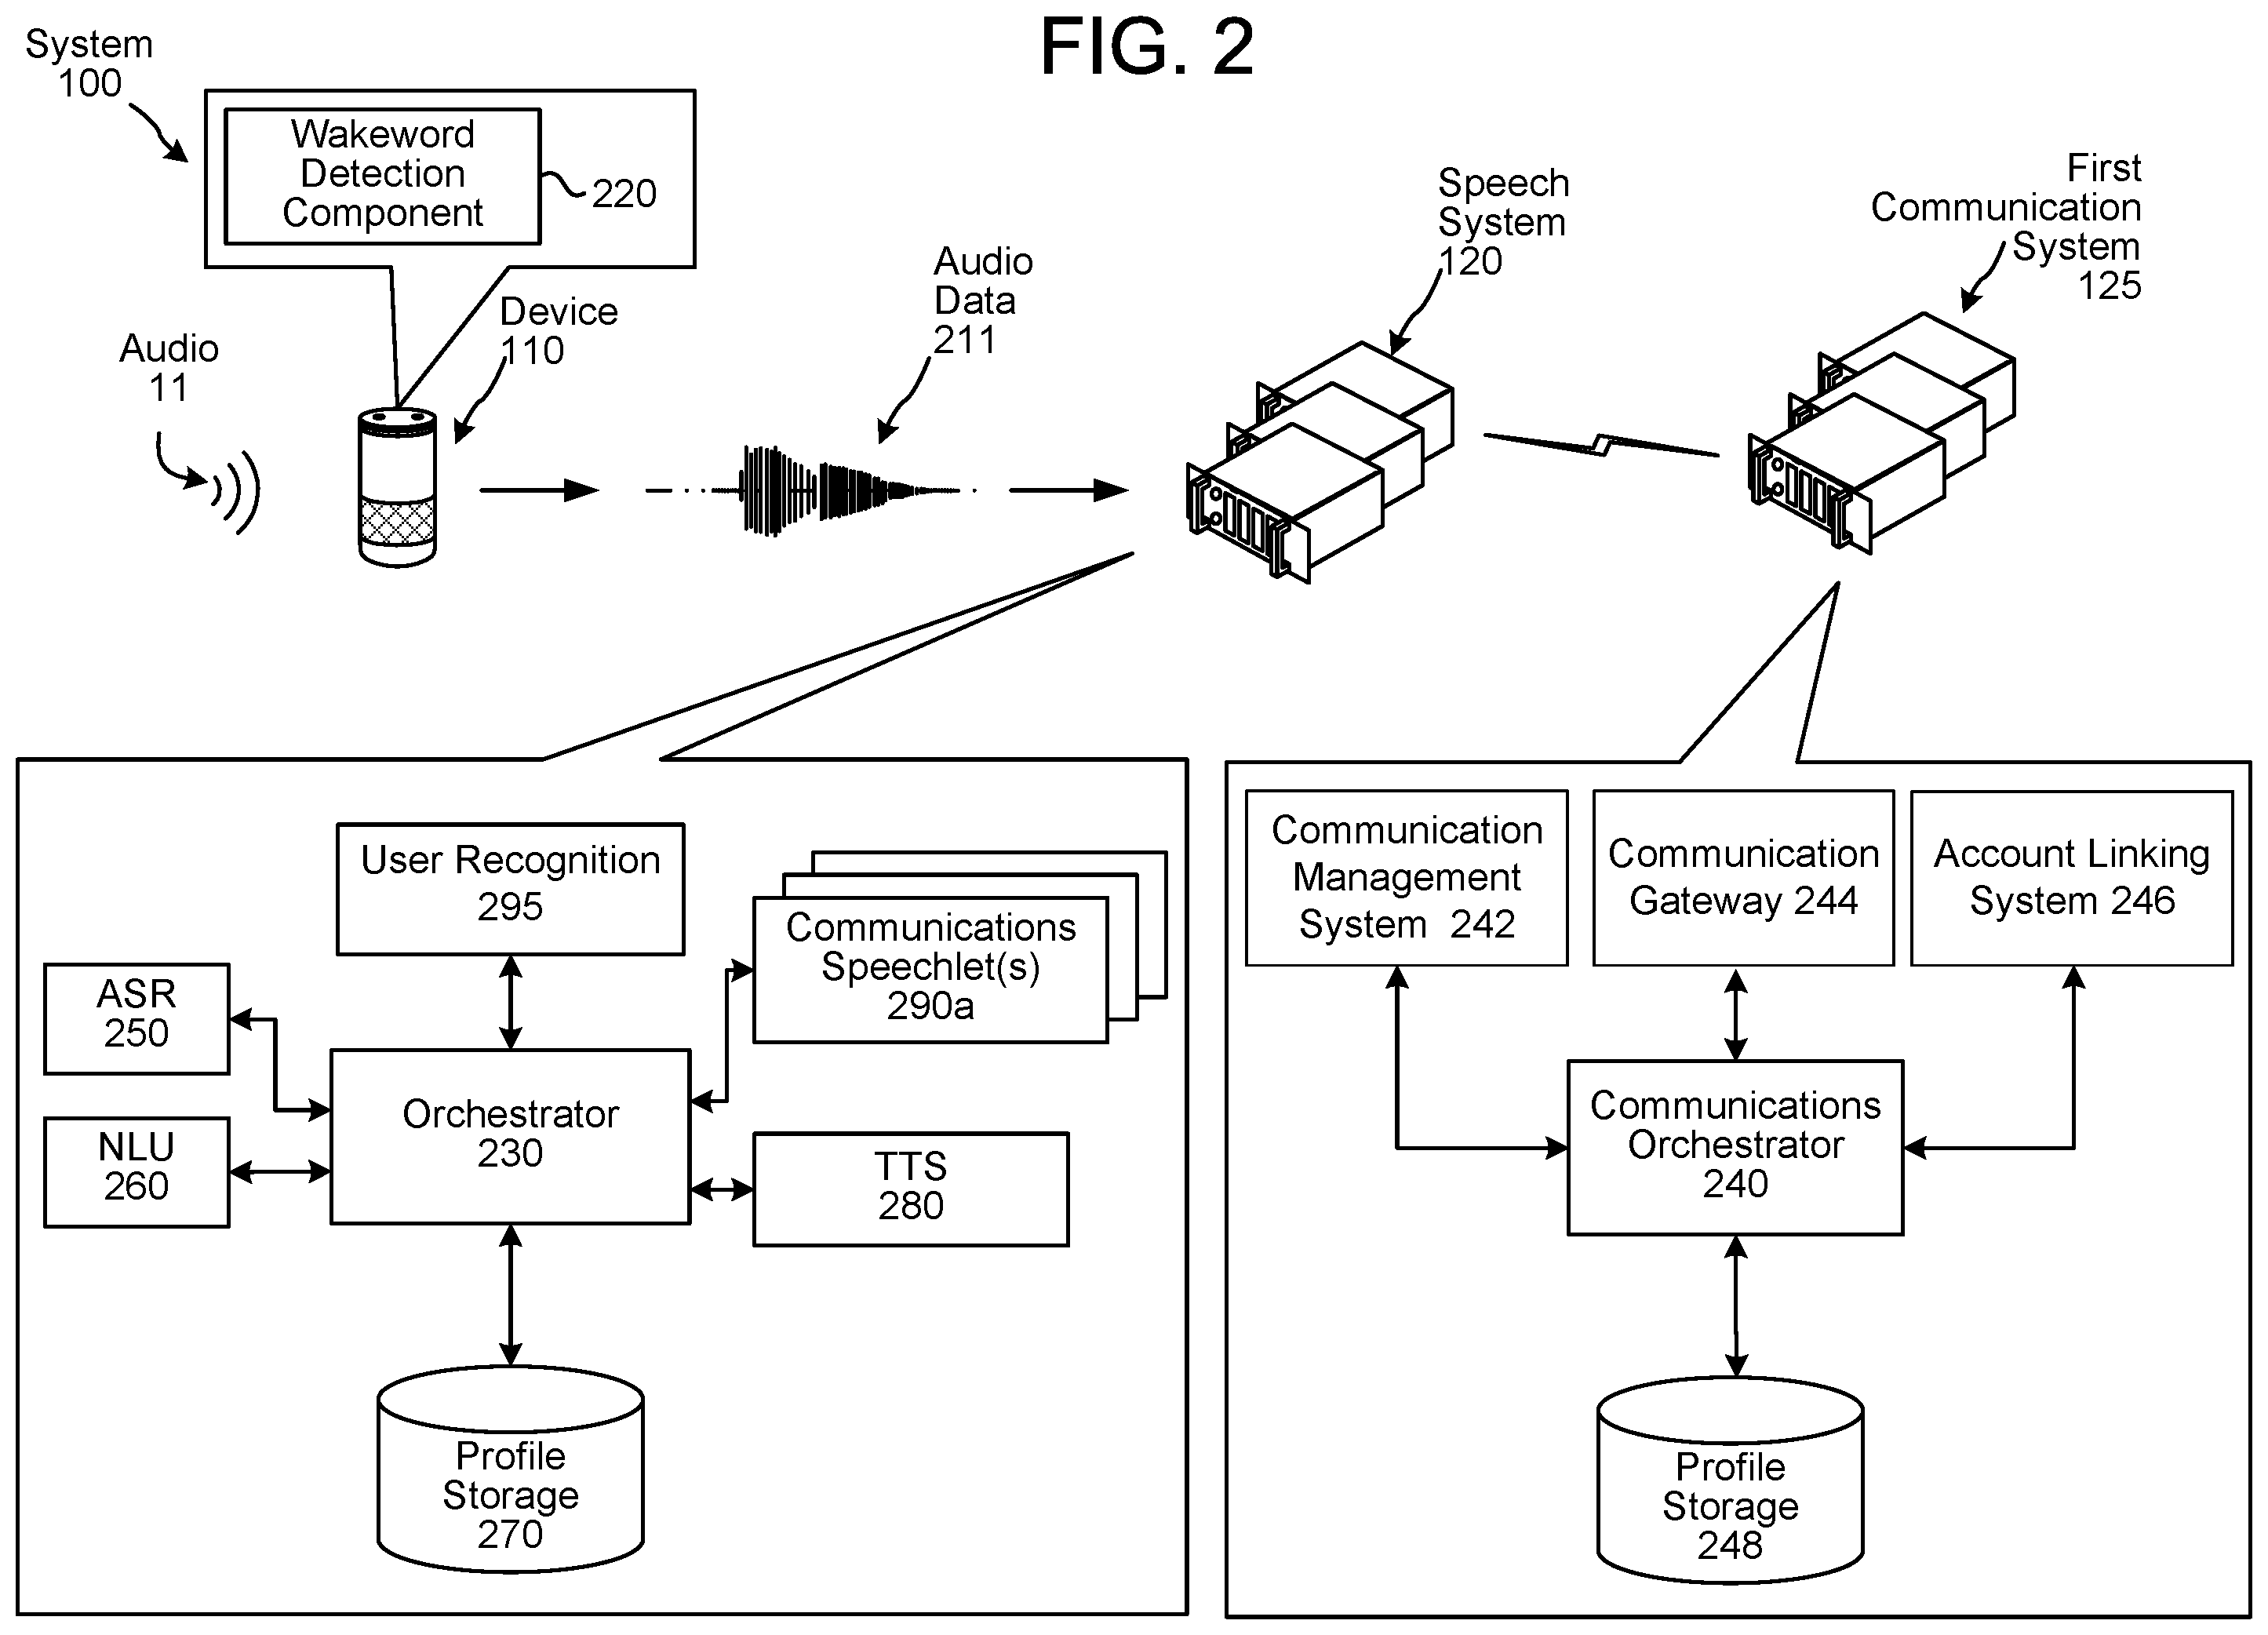 FIG. 2
System
100
Wakeword
Detection
Component
220
Audio
11
Device
110
Audio
Data
211
Speech
System
120
First
Communication
System
125
User Recognition
295
Communications
Speechlet(s)
290a
ASR
250
NLU
260
Orchestrator
230
TTS
280
Profile
Storage
270
Communication
Management
System 242
Communication
Gateway 244
Account Linking
System 246
Communications
Orchestrator
240
Profile
Storage
248